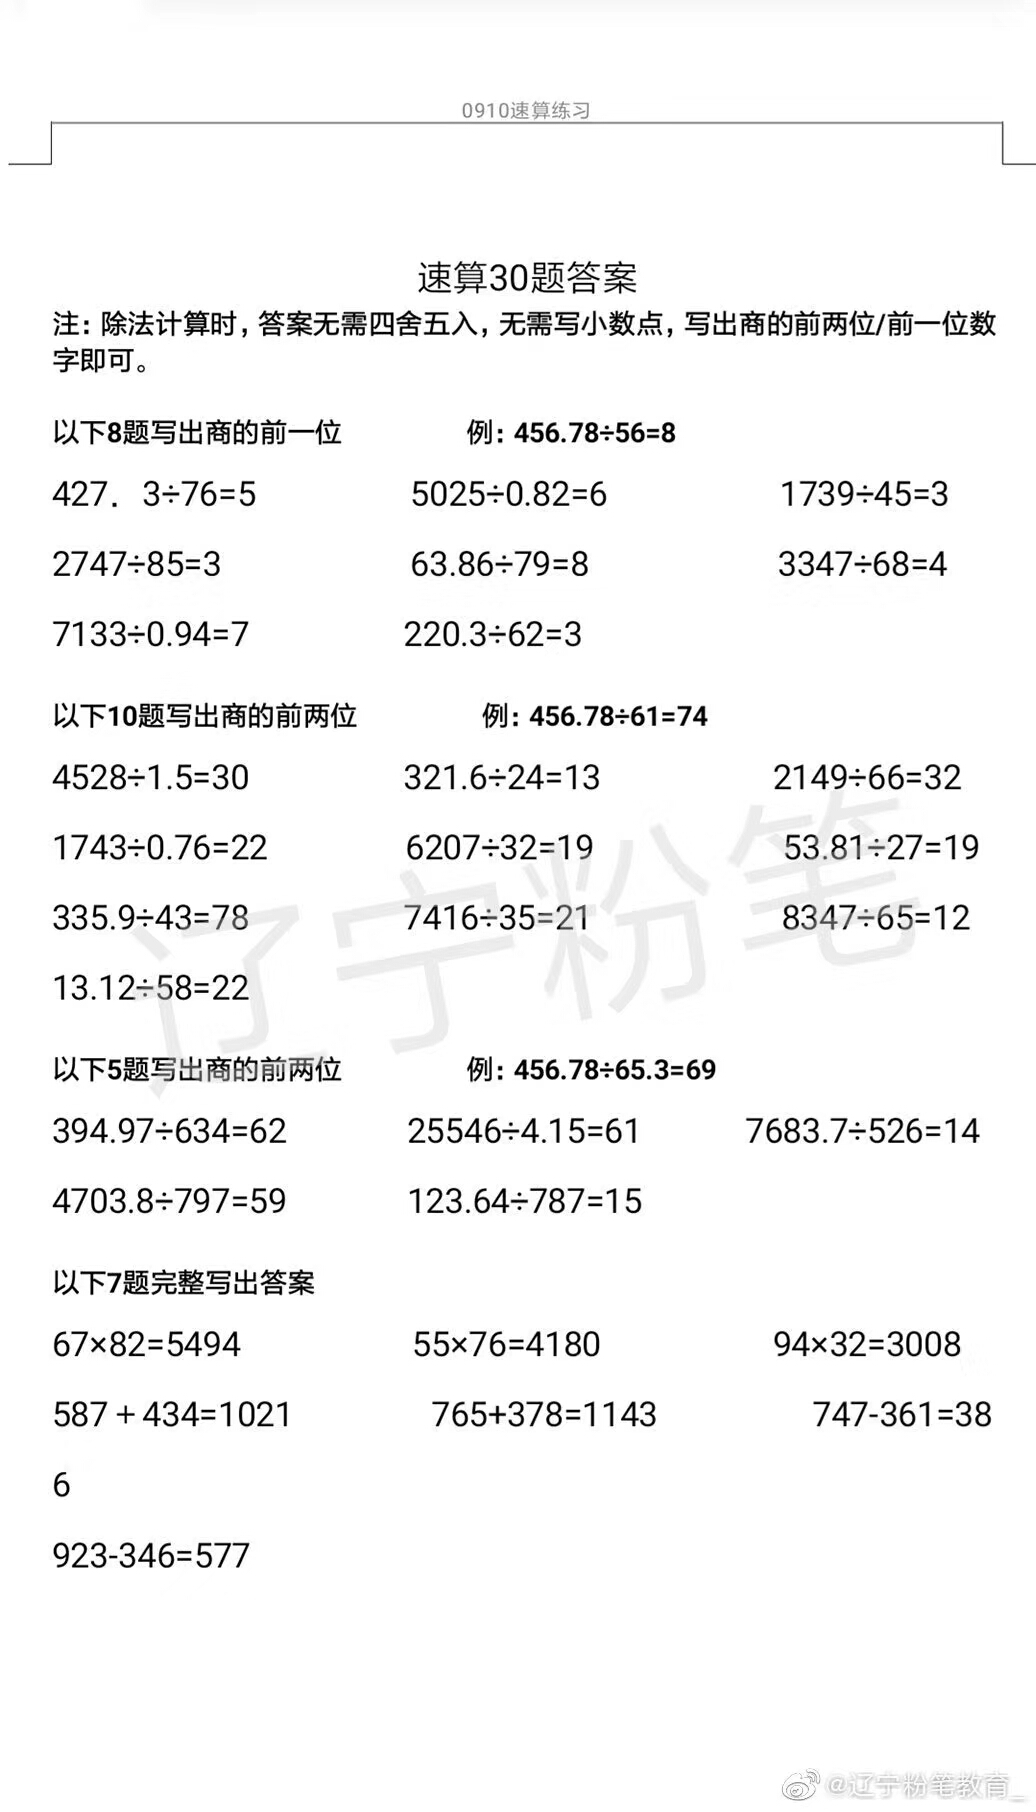 0910速算练习
速算30题答案
注：除法计算时，答案无需四舍五入，无需写小数点，写出商的前两位/前一位数
字即可。
以下8题写出商的前一位 例：456.78÷56=8
427．3÷76=5 5025÷0.82=6 1739÷45=3
2747÷85=3 63.86÷79=8 3347÷68=4
7133÷0.94=7 220.3÷62=3
以下10题写出商的前两位 例：456.78÷61=74
4528÷1.5=30 321.6÷24=13 2149÷66=32
1743÷0.76=22 6207÷32=19 53.81÷27=19
335.9÷43=78 7416÷35=21 8347÷65=12
13.12÷58=22
辽宁粉笔
以下5题写出商的前两位 例：456.78÷65.3=69
394.97÷634=62 25546÷4.15=61 7683.7÷526=14
4703.8÷797=59 123.64÷787=15
以下7题完整写出答案
67×82=5494 55×76=4180 94×32=3008
587＋434=1021 765+378=1143 747-361=38
6
923-346=577
@辽宁粉笔教育_